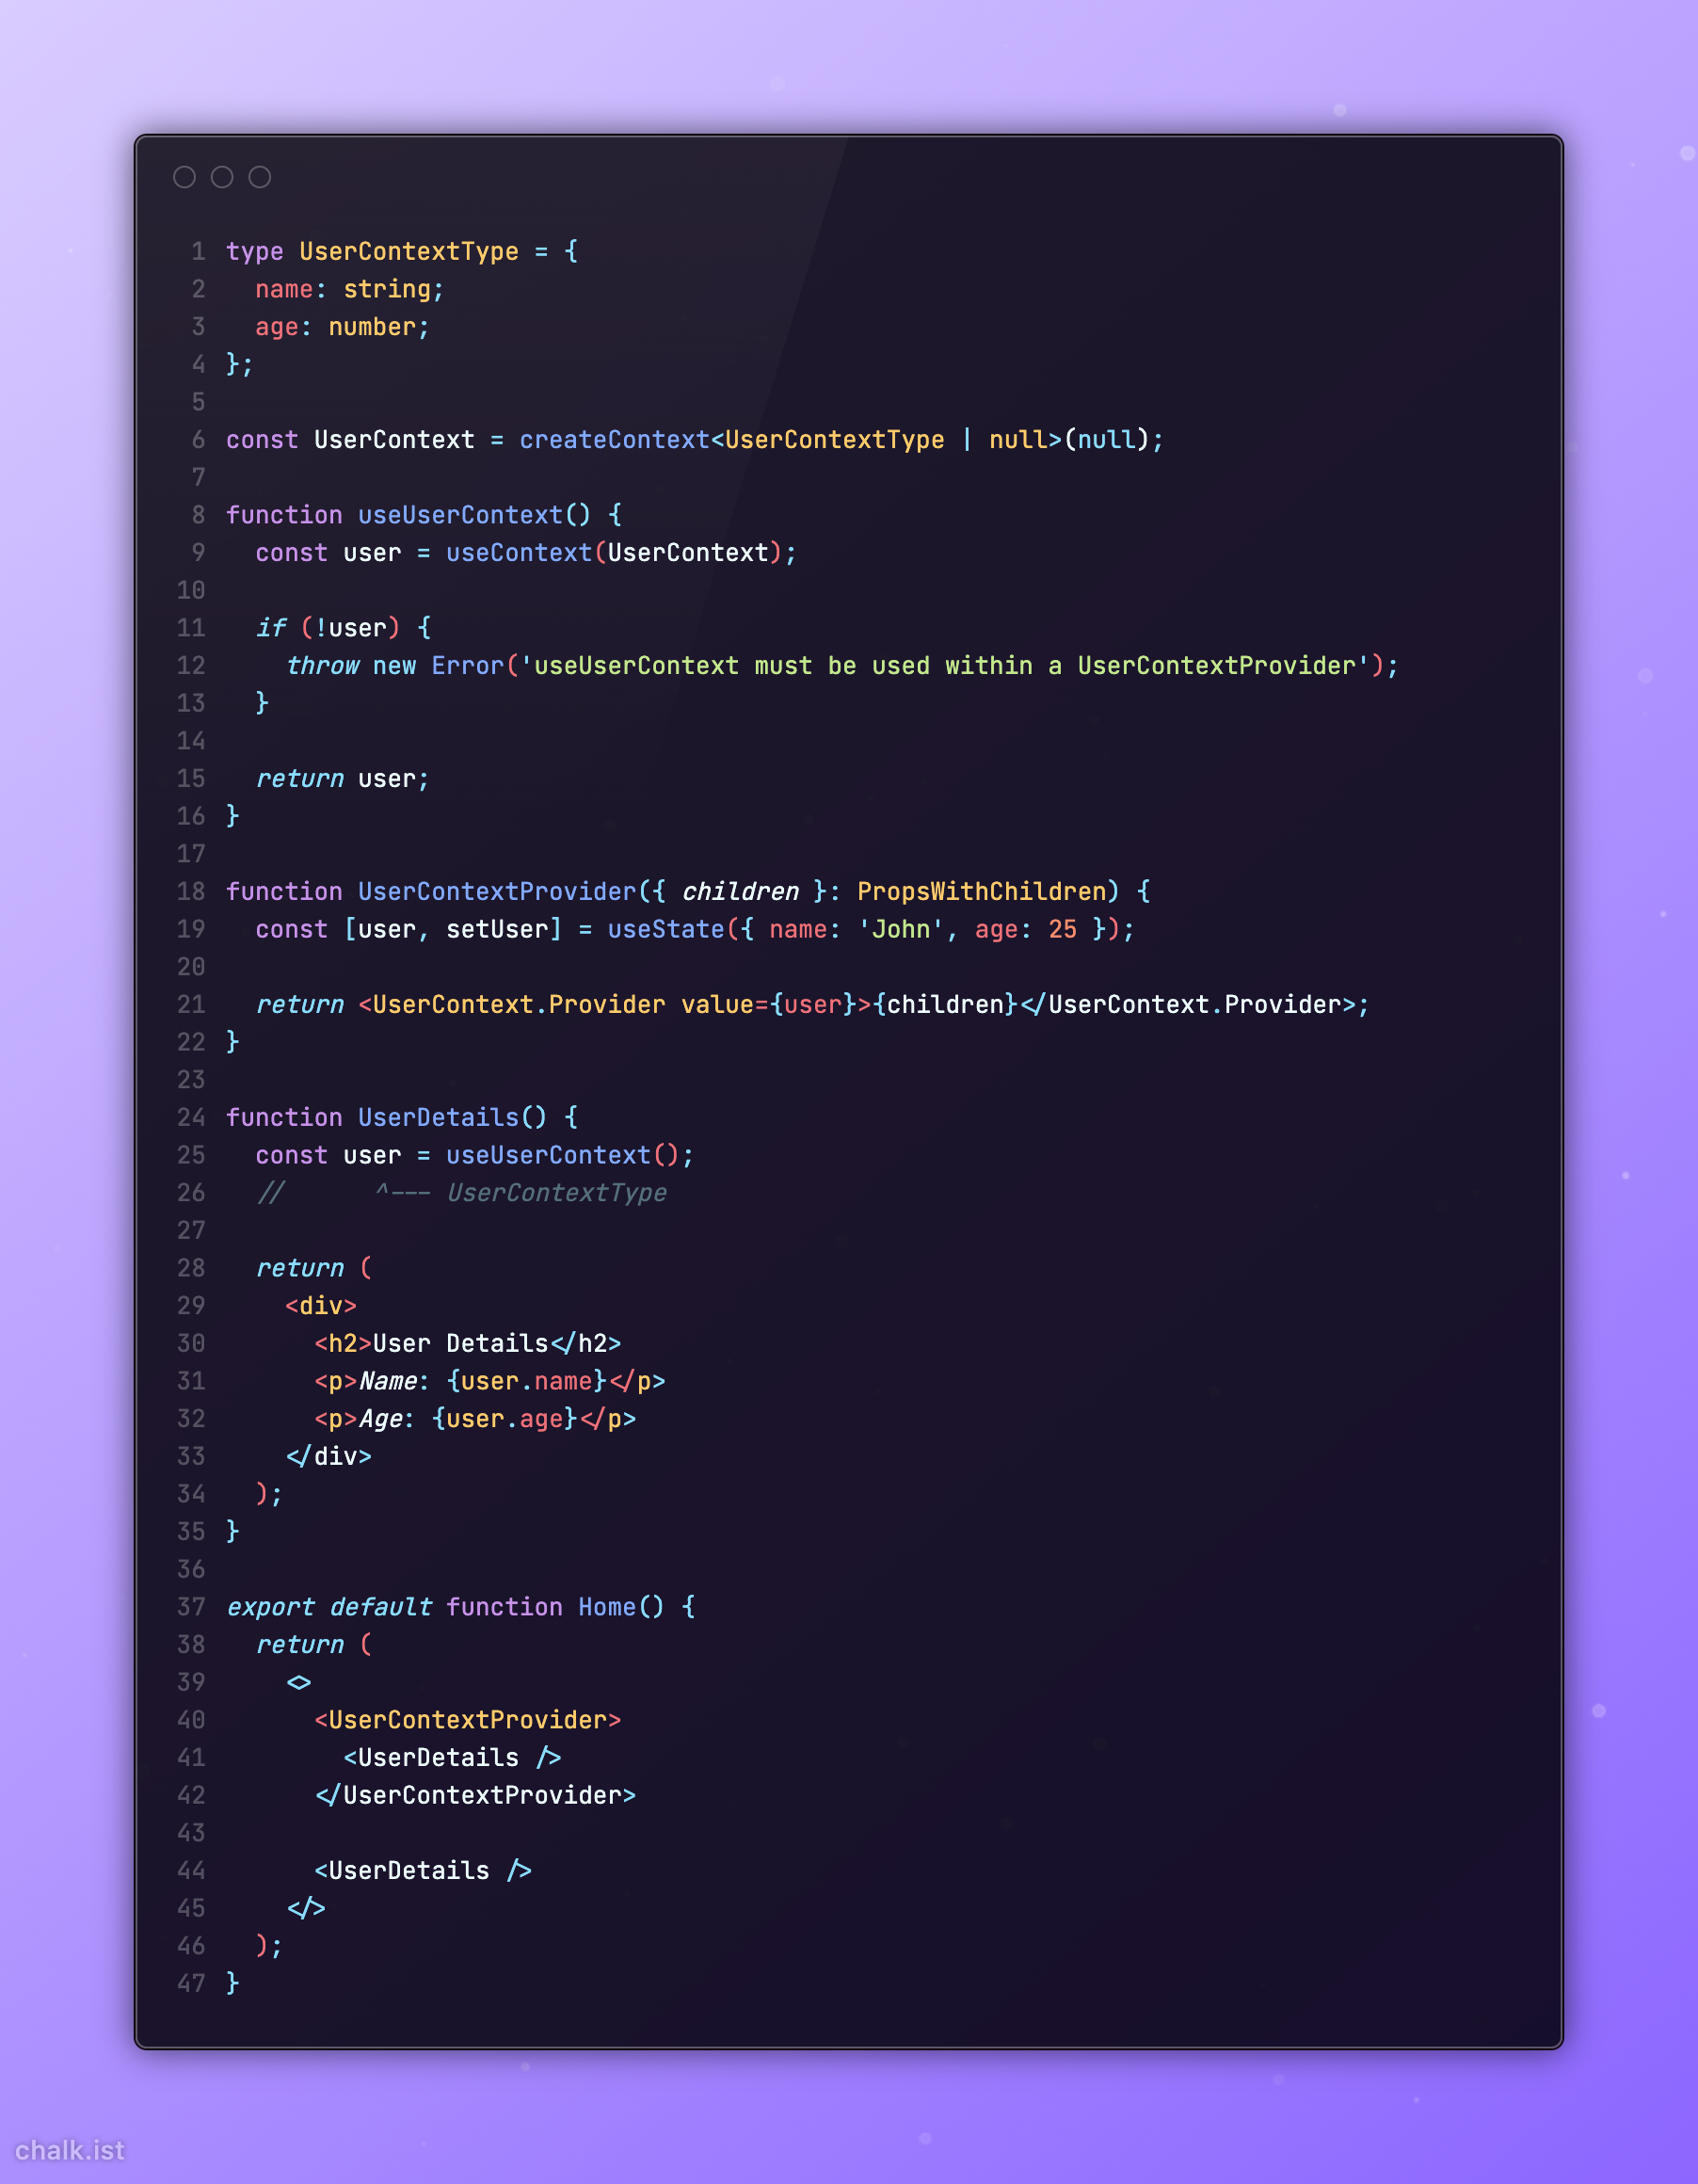 1 type UserContextType = {
2   name: string;
3   age: number;
4 };
5
6 const UserContext = createContext<UserContextType | null>(null);
7
8 function useUserContext() {
9   const user = useContext(UserContext);
10
11   if (!user) {
12     throw new Error('useUserContext must be used within a UserContextProvider');
13   }
14
15   return user;
16 }
17
18 function UserContextProvider({ children }: PropsWithChildren) {
19   const [user, setUser] = useState({ name: 'John', age: 25 });
20
21   return <UserContext.Provider value={user}>{children}</UserContext.Provider>;
22 }
23
24 function UserDetails() {
25   const user = useUserContext();
26   //      ^--- UserContextType
27
28   return (
29     <div>
30       <h2>User Details</h2>
31       <p>Name: {user.name}</p>
32       <p>Age: {user.age}</p>
33     </div>
34   );
35 }
36
37 export default function Home() {
38   return (
39     <>
40       <UserContextProvider>
41         <UserDetails />
42       </UserContextProvider>
43
44       <UserDetails />
45     </>
46   );
47 }
chalk.ist